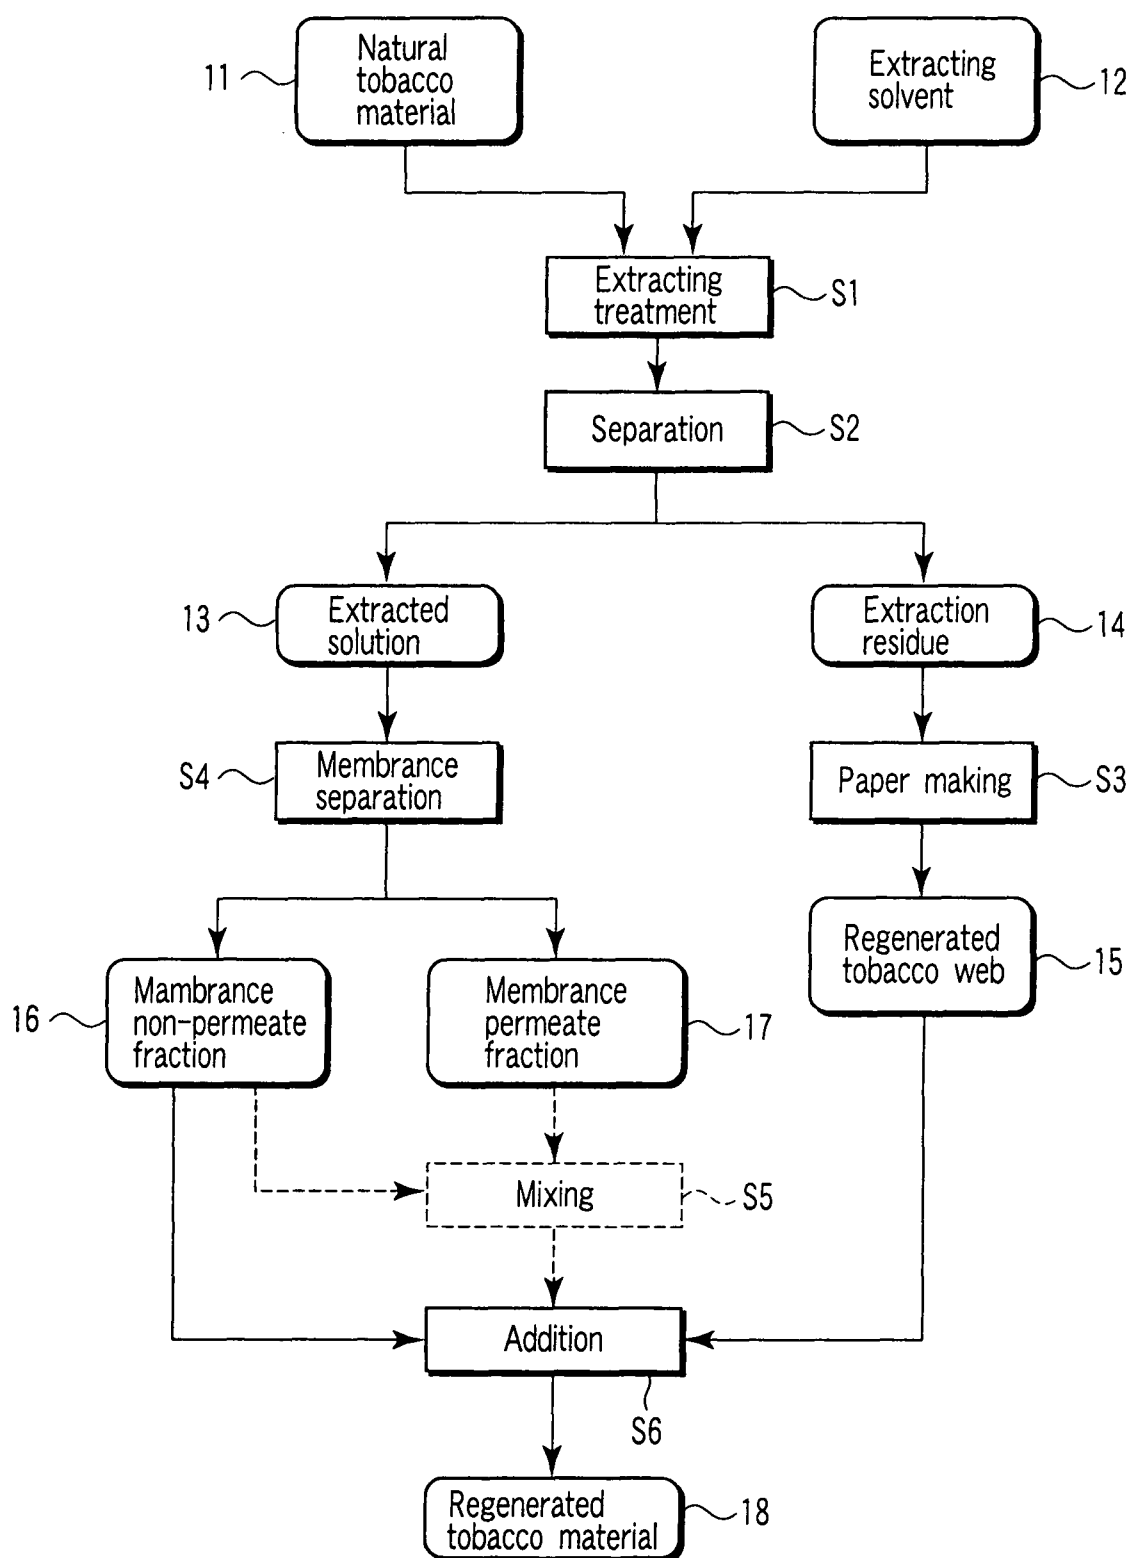 11
Natural
tobacco
material
Extracting
solvent
12
Extracting
treatment
S1
Separation
S2
13
Extracted
solution
Extraction
residue
14
S4
Membrance
separation
Paper making
S3
16
Mambrance
non-permeate
fraction
Membrance
permeate
fraction
17
Regenerated
tobacco web
15
Mixing
S5
Addition
S6
Regenerated
tobacco material
18